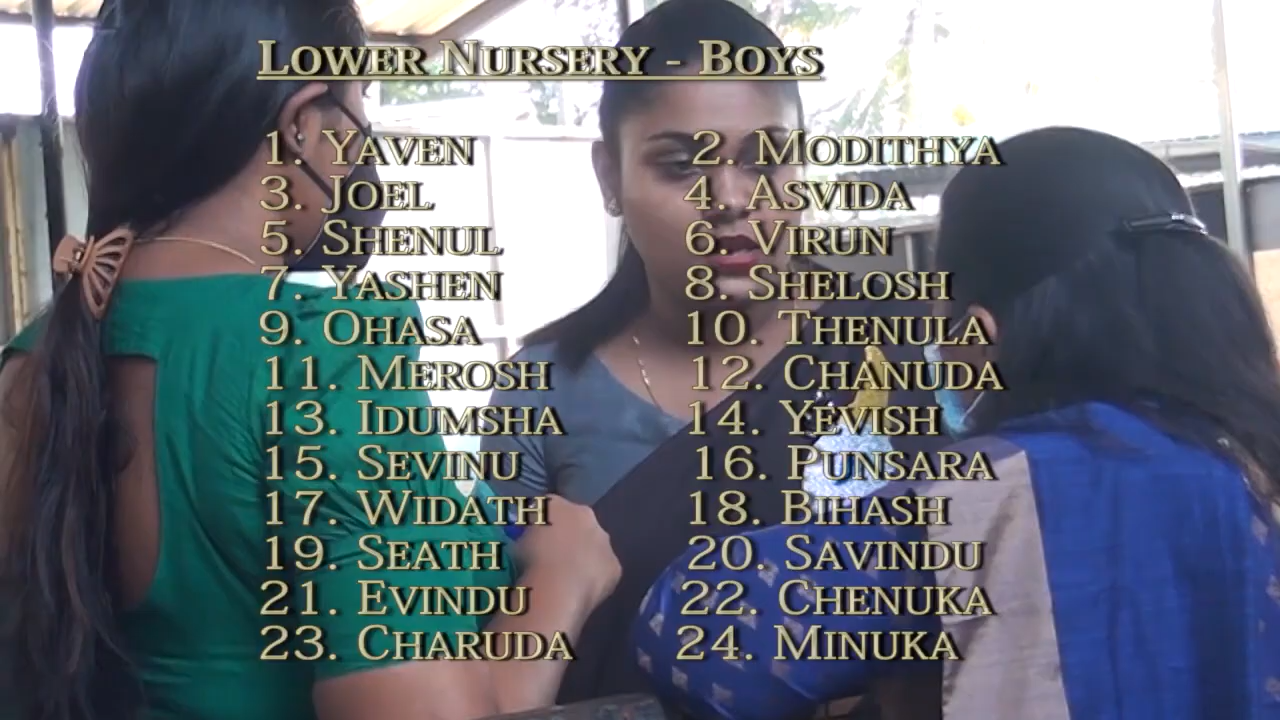 LOWER NURSERY - BOYS
1. YAVEN 2. MODITHYA
3. JOEL 4. ASVIDA
5. SHENUL 6. VIRUN
7. YASHEN 8. SHELOSH
9. OHASA 10. THENULA
11. MEROSH 12. CHANUDA
13. IDUMSHA 14. YEVISH
15. SEVINU 16. PUNSARA
17. WIDATH 18. BIHASH
19. SEATH 20. SAVINDU
21. EVINDU 22. CHENUKA
23. CHARUDA 24. MINUKA